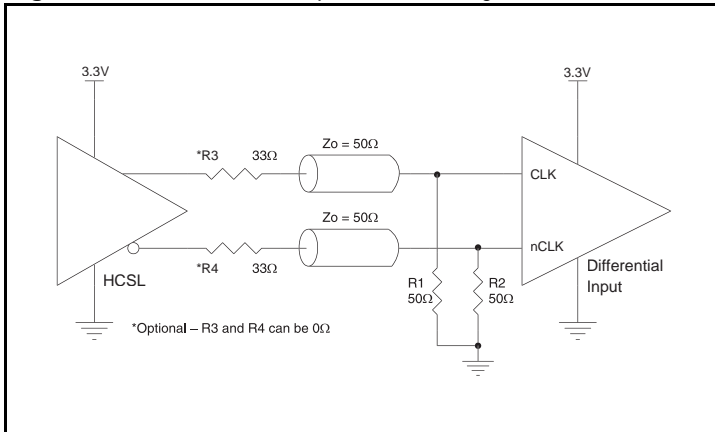 3.3V
3.3V
*R3 33Ω
Zo = 50Ω
CLK
Zo = 50Ω
nCLK
*R4 33Ω
HCSL
R1
50Ω
R2
50Ω
Differential
Input
*Optional – R3 and R4 can be 0Ω